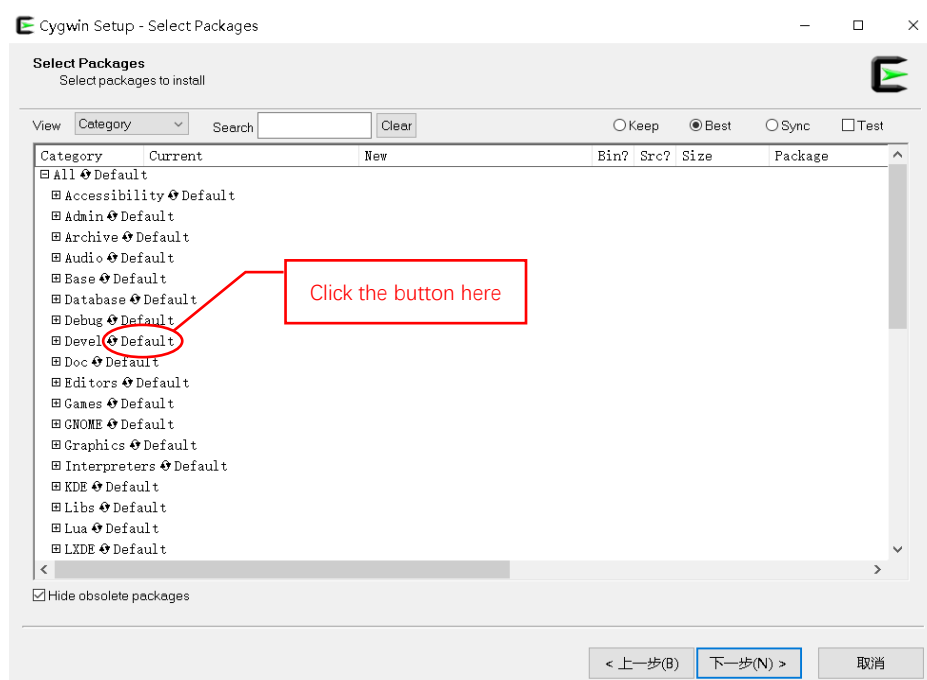 Cygwin Setup - Select Packages
Select Packages
Select packages to install
View Category Search Clear Keep Best Sync Test
Category Current New Bin? Src? Size Package
All Default
Accessibility Default
Admin Default
Archive Default
Audio Default
Base Default
Click the button here
Database Default
Debug Default
Devel Default
Doc Default
Editors Default
Games Default
GNOME Default
Graphics Default
Interpreters Default
KDE Default
Libs Default
Lua Default
LXDE Default
Hide obsolete packages
< 上一步(B) 下一步(N) > 取消